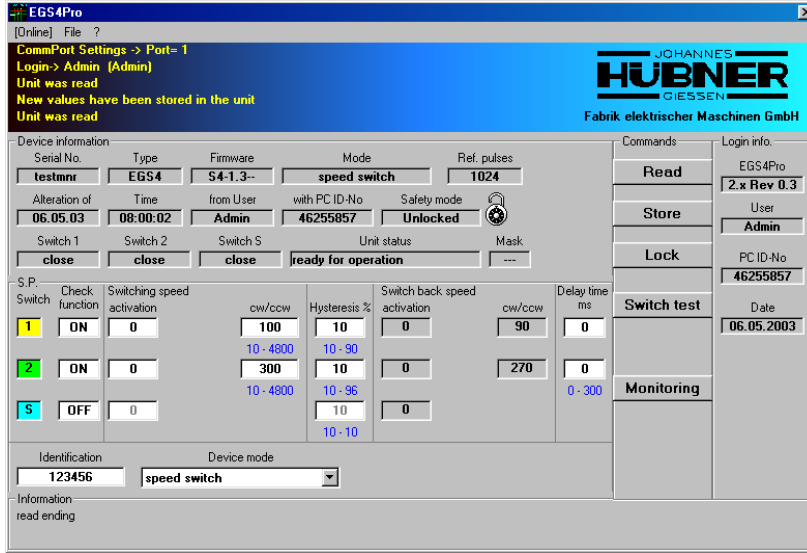 EGS4Pro
[Online] File ?
CommPort Settings -> Port= 1
Login-> Admin (Admin)
Unit was read
New values have been stored in the unit
Unit was read
JOHANNES
HÜBNER
GIESSEN
Fabrik elektrischer Maschinen GmbH
Device information
Serial No. Type Firmware Mode Ref. pulses
testmnr EGS4 S4-1.3-- speed switch 1024
Alteration of Time from User with PC ID-No Safety mode
06.05.03 08:00:02 Admin 46255857 Unlocked
Switch 1 Switch 2 Switch S Unit status Mask
close close close ready for operation ---
S.P.
Switch Check function Switching speed activation cw/ccw Hysteresis % Switch back speed activation cw/ccw Delay time ms
1 ON 0 100 10 0 90 0
10 - 4800 10 - 90
2 ON 0 300 10 0 270 0
10 - 4800 10 - 96 0 - 300
S OFF 0 10 0
10 - 10
Identification Device mode
123456 speed switch
Information
read ending
Commands
Read
Store
Lock
Switch test
Monitoring
Login info.
EGS4Pro
2.x Rev 0.3
User
Admin
PC ID-No
46255857
Date
06.05.2003